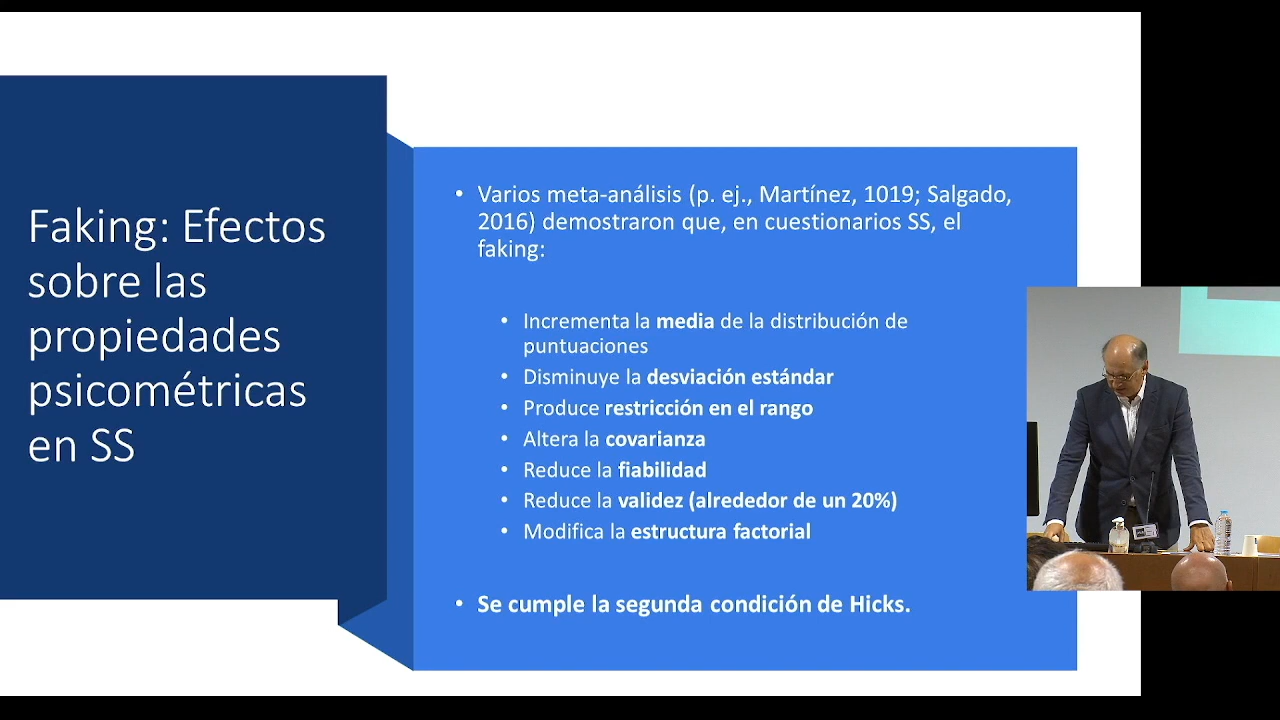 Faking: Efectos
sobre las
propiedades
psicométricas
en SS
• Varios meta-análisis (p. ej., Martínez, 1019; Salgado,
2016) demostraron que, en cuestionarios SS, el
faking:
• Incrementa la media de la distribución de
puntuaciones
• Disminuye la desviación estándar
• Produce restricción en el rango
• Altera la covarianza
• Reduce la fiabilidad
• Reduce la validez (alrededor de un 20%)
• Modifica la estructura factorial
• Se cumple la segunda condición de Hicks.